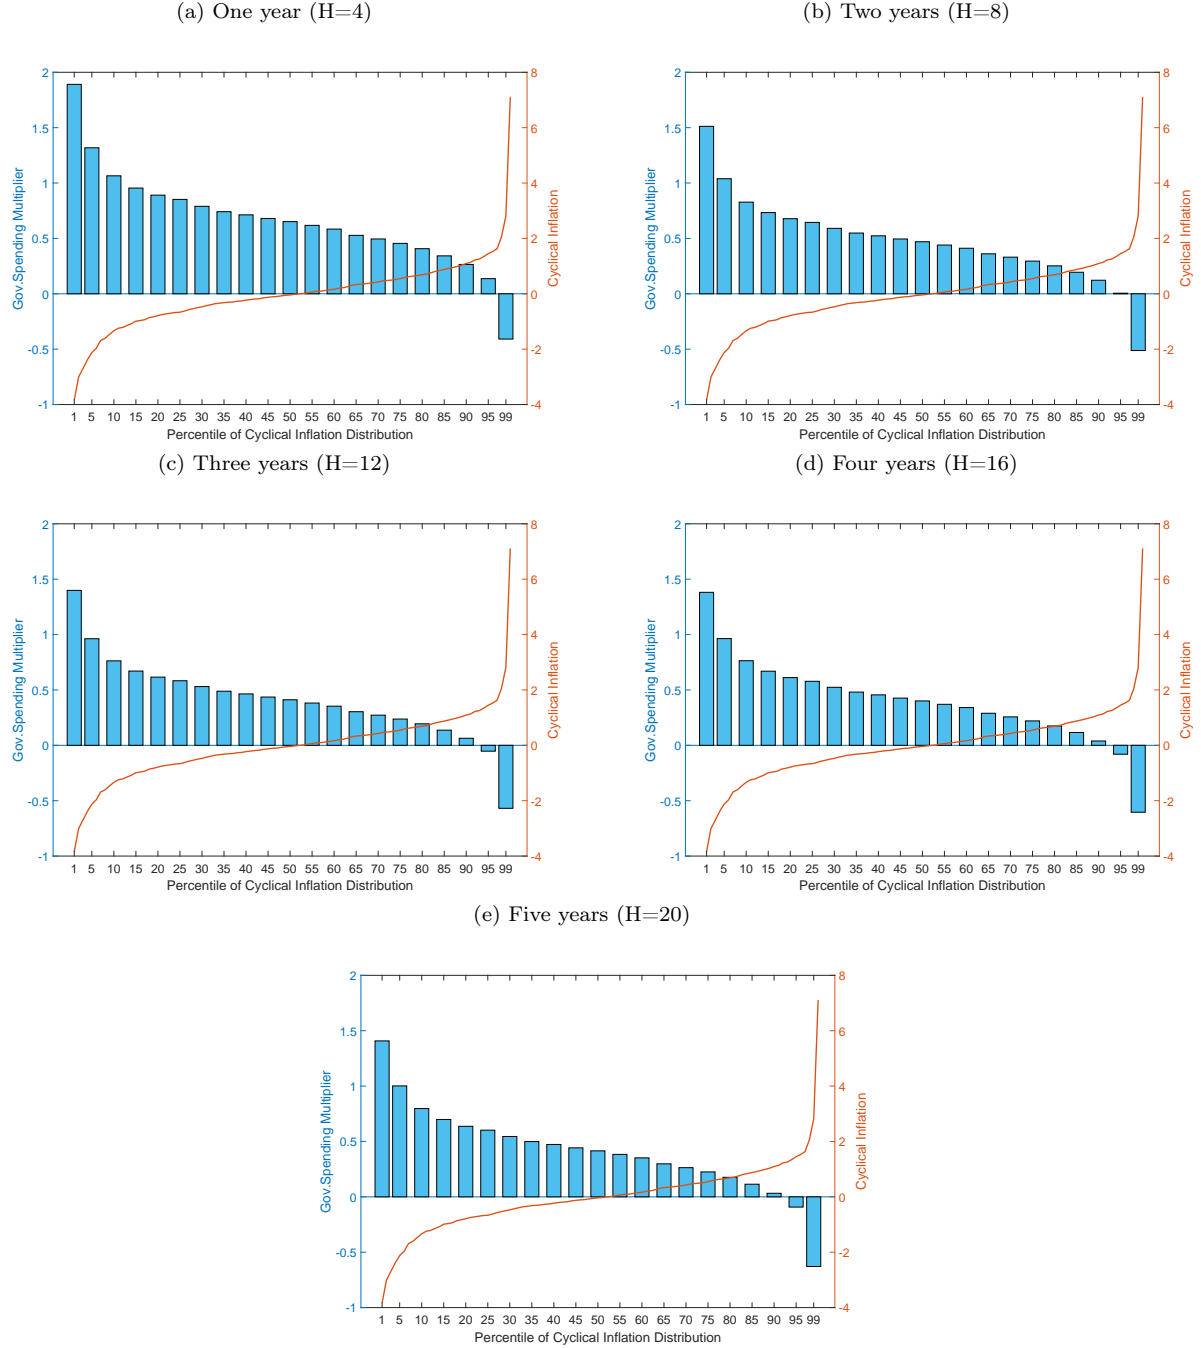 (a) One year (H=4)
(b) Two years (H=8)
2
1.5
1
0.5
0
-0.5
-1
Gov.Spending Multiplier
8
6
4
2
0
-2
-4
Cyclical Inflation
1 5 10 15 20 25 30 35 40 45 50 55 60 65 70 75 80 85 90 95 99
Percentile of Cyclical Inflation Distribution
2
1.5
1
0.5
0
-0.5
-1
Gov.Spending Multiplier
8
6
4
2
0
-2
-4
Cyclical Inflation
1 5 10 15 20 25 30 35 40 45 50 55 60 65 70 75 80 85 90 95 99
Percentile of Cyclical Inflation Distribution
(c) Three years (H=12)
(d) Four years (H=16)
2
1.5
1
0.5
0
-0.5
-1
Gov.Spending Multiplier
8
6
4
2
0
-2
-4
Cyclical Inflation
1 5 10 15 20 25 30 35 40 45 50 55 60 65 70 75 80 85 90 95 99
Percentile of Cyclical Inflation Distribution
2
1.5
1
0.5
0
-0.5
-1
Gov.Spending Multiplier
8
6
4
2
0
-2
-4
Cyclical Inflation
1 5 10 15 20 25 30 35 40 45 50 55 60 65 70 75 80 85 90 95 99
Percentile of Cyclical Inflation Distribution
(e) Five years (H=20)
2
1.5
1
0.5
0
-0.5
-1
Gov.Spending Multiplier
8
6
4
2
0
-2
-4
Cyclical Inflation
1 5 10 15 20 25 30 35 40 45 50 55 60 65 70 75 80 85 90 95 99
Percentile of Cyclical Inflation Distribution